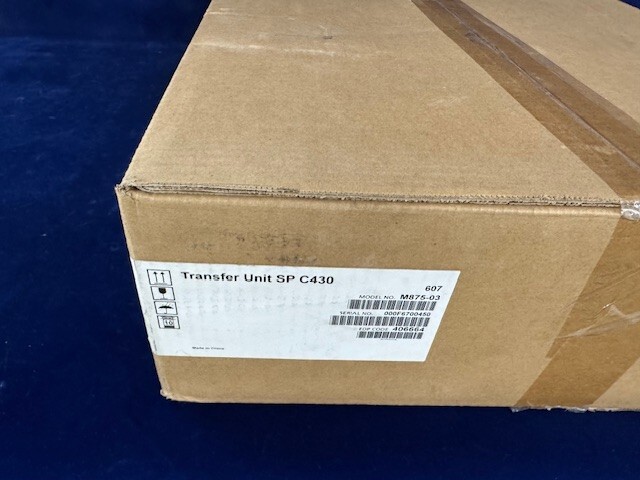 Transfer Unit SP C430
607
MODEL NO. M875-03
SERIAL NO. 000F6700450
EDP CODE 406664
Made in China